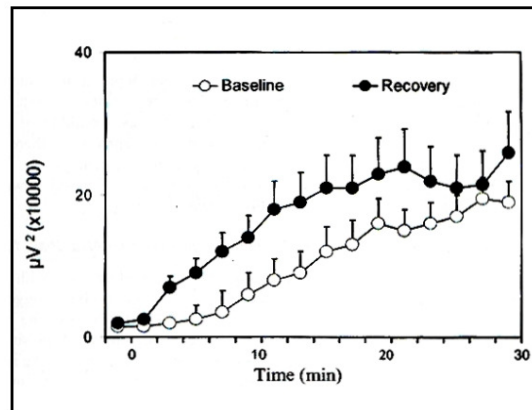 40
Baseline Recovery
µV² (x10000)
20
0
0 10 20 30
Time (min)